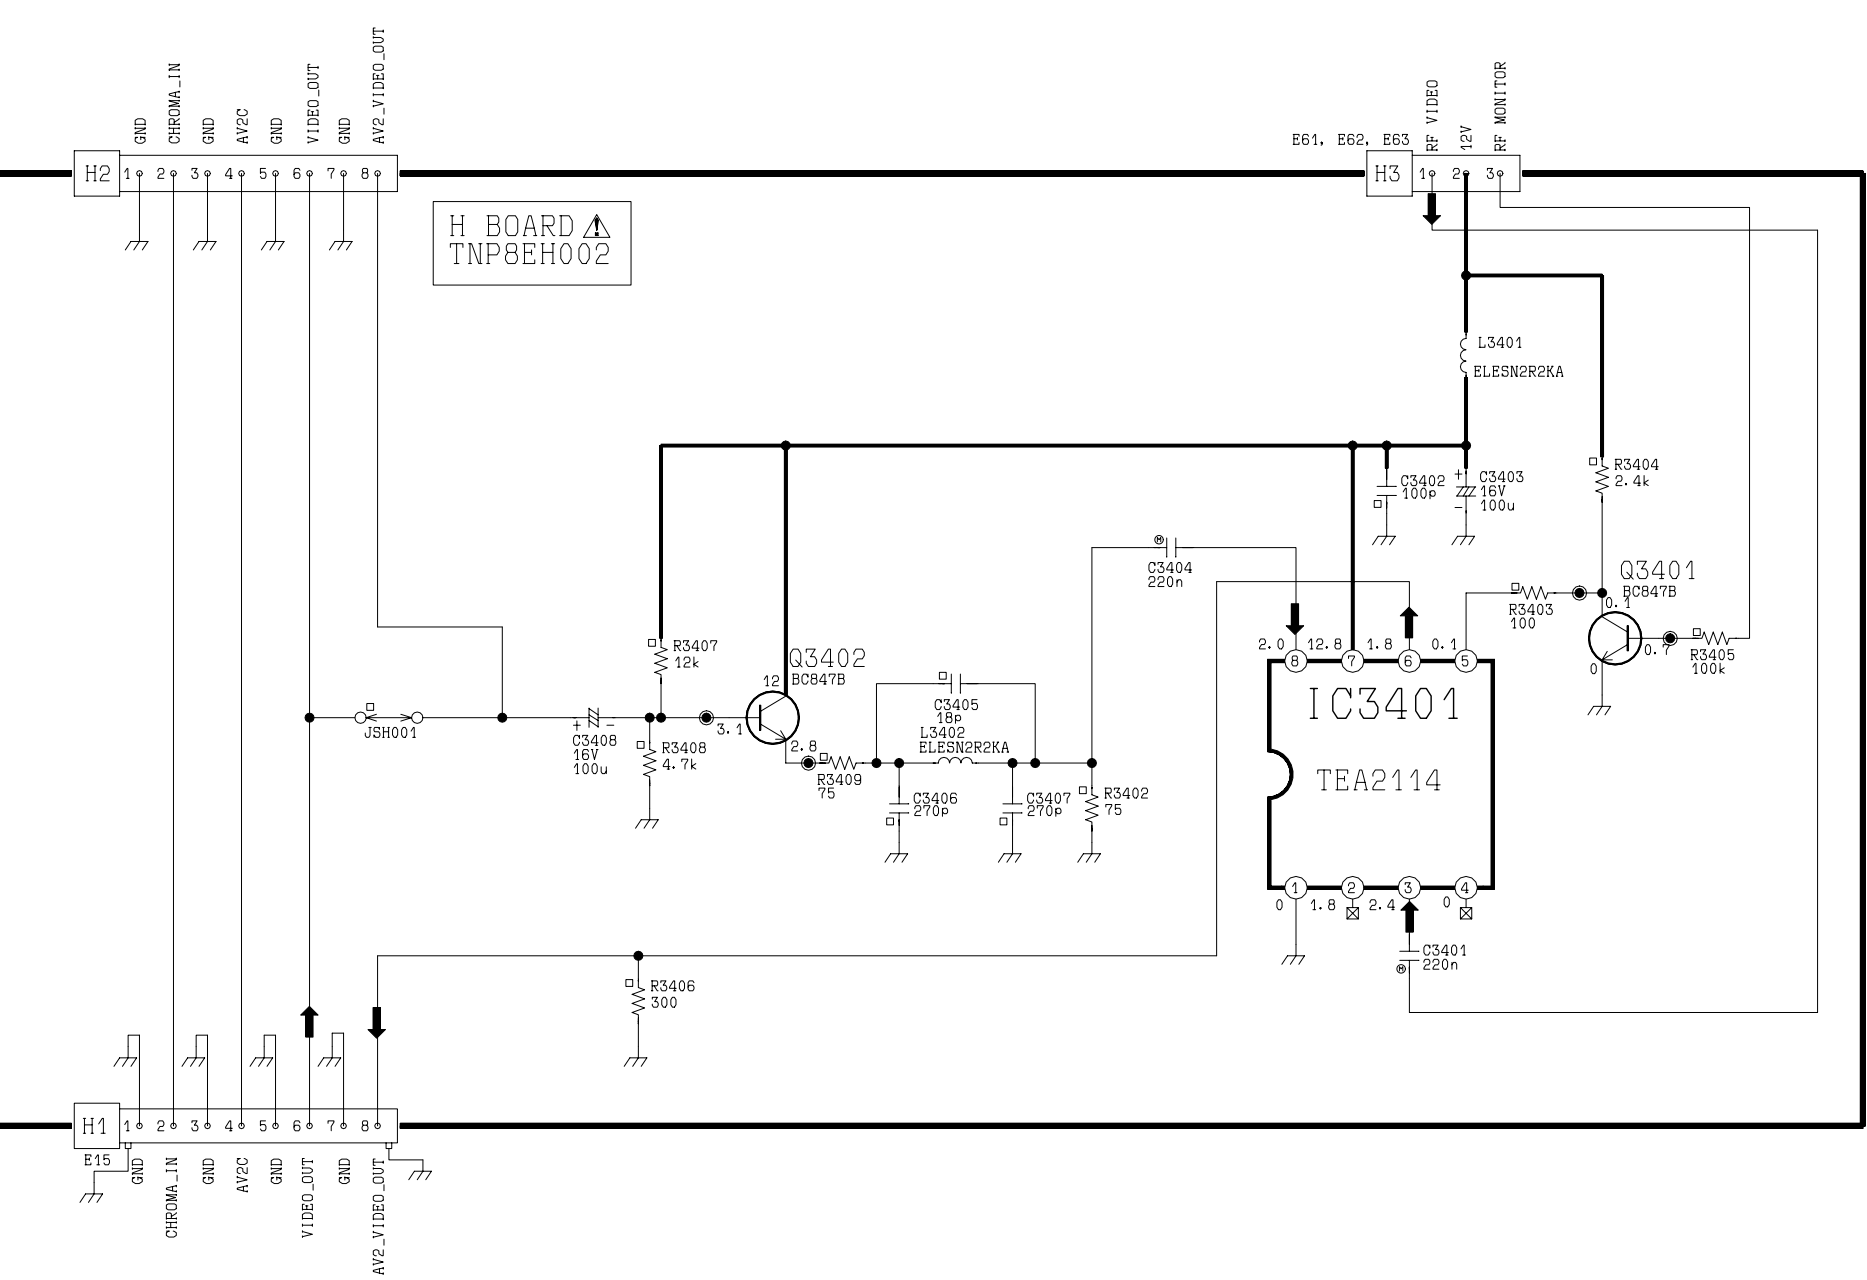 GND
CHROMA_IN
GND
AV2C
GND
VIDEO_OUT
GND
AV2_VIDEO_OUT
H2
1 2 3 4 5 6 7 8
H BOARD
TNP8EH002
E61, E62, E63
RF VIDEO
12V
RF MONITOR
H3
1 2 3
L3401
ELESN2R2KA
C3402
100p
C3403
16V
100u
+
-
R3404
2.4k
C3404
220n
M
R3403
100
Q3401
BC847B
0.1
0.7
0
R3405
100k
R3407
12k
Q3402
BC847B
12
3.1
2.8
JSH001
+ -
C3408
16V
100u
R3408
4.7k
R3409
75
C3405
18p
L3402
ELESN2R2KA
C3406
270p
C3407
270p
R3402
75
2.0 12.8 1.8 0.1
8 7 6 5
IC3401
TEA2114
1 2 3 4
0 1.8 2.4 0
C3401
220n
M
R3406
300
H1
1 2 3 4 5 6 7 8
E15
GND
CHROMA_IN
GND
AV2C
GND
VIDEO_OUT
GND
AV2_VIDEO_OUT